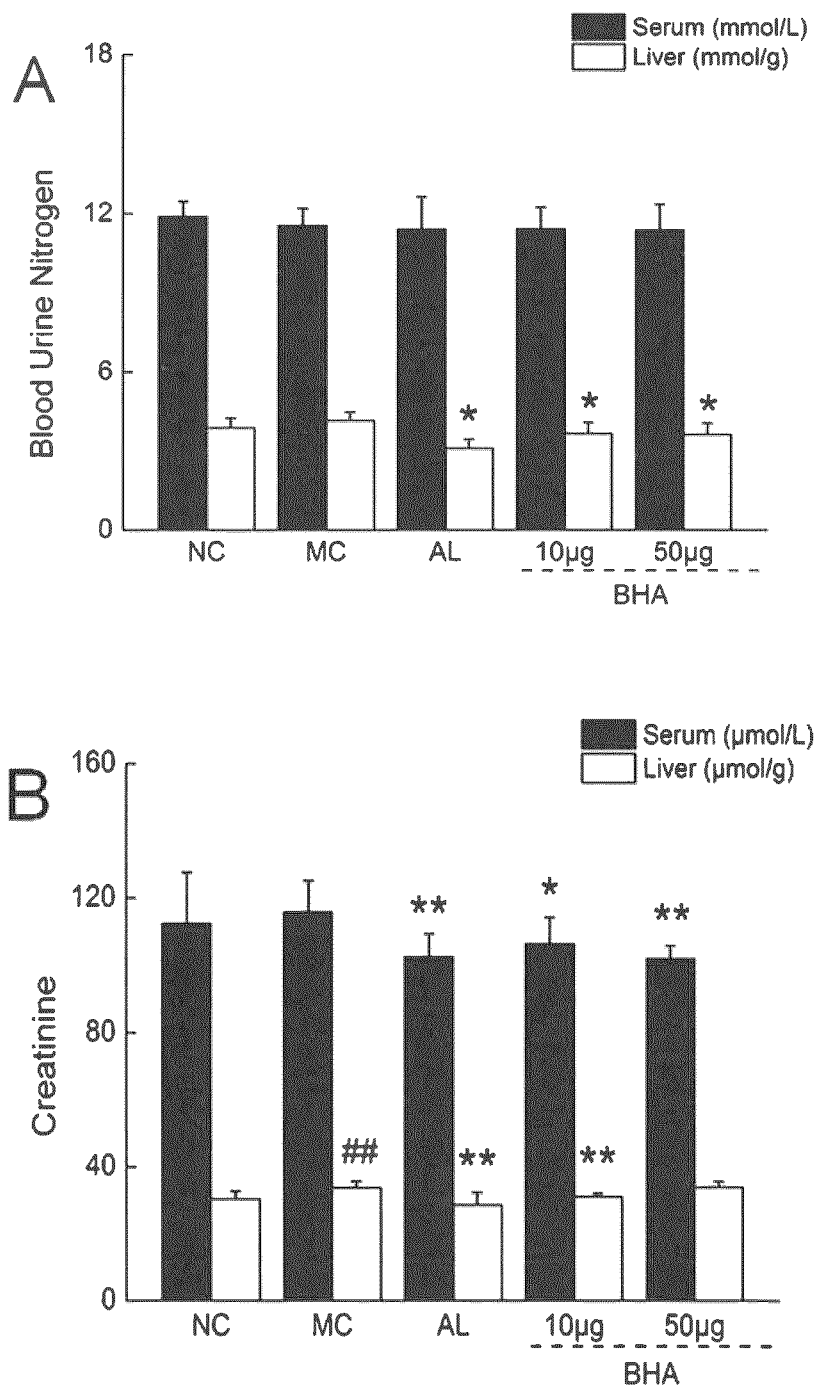 A
Serum (mmol/L)
Liver (mmol/g)
Blood Urine Nitrogen
18
12
6
0
* * *
NC MC AL 10µg 50µg
BHA
B
Serum (µmol/L)
Liver (µmol/g)
Creatinine
160
120
80
40
0
** * **
## ** **
NC MC AL 10µg 50µg
BHA